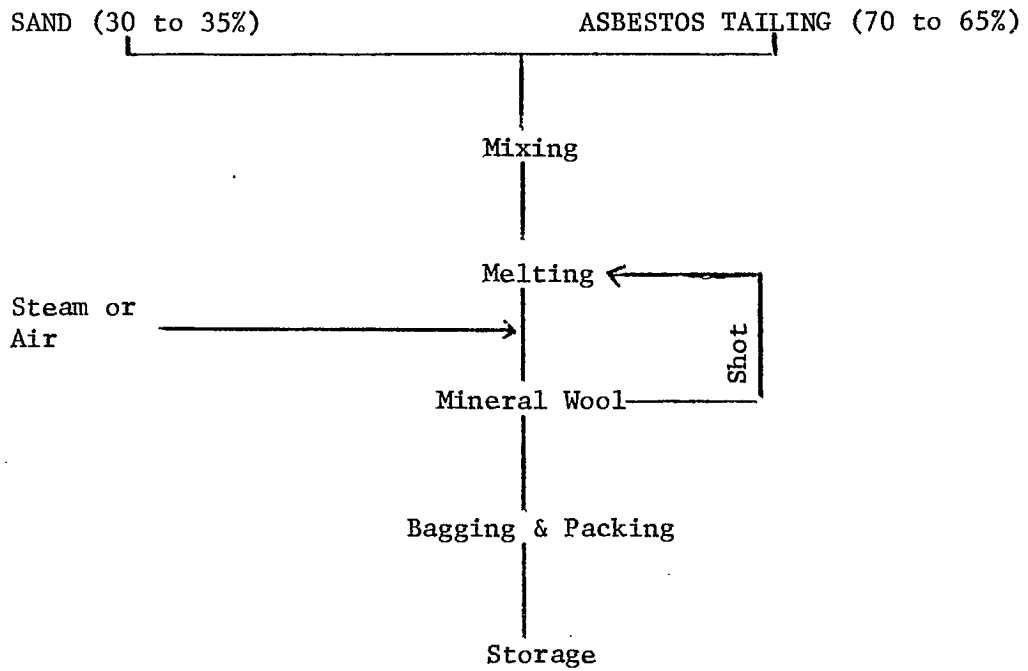 SAND (30 to 35%)
ASBESTOS TAILING (70 to 65%)
Mixing
Melting
Steam or
Air
Shot
Mineral Wool
Bagging & Packing
Storage